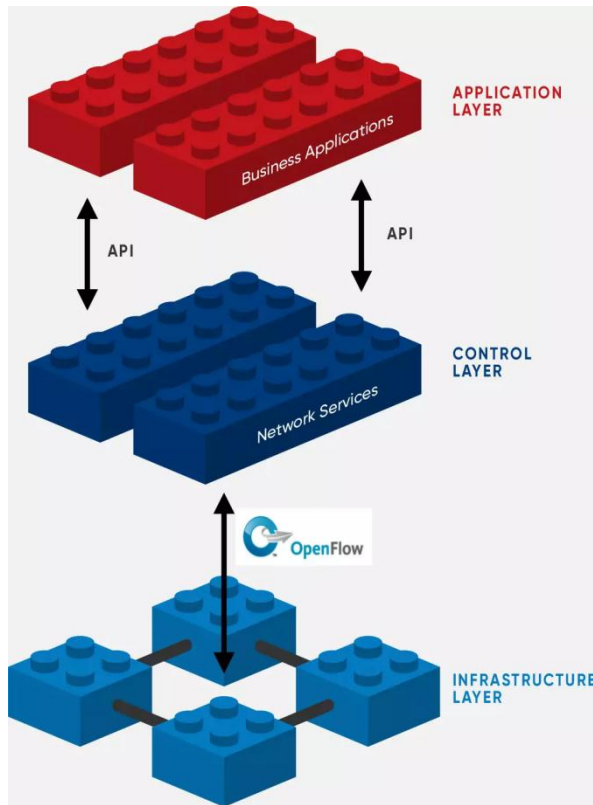 APPLICATION
LAYER
Business Applications
API
API
CONTROL
LAYER
Network Services
OpenFlow
INFRASTRUCTURE
LAYER